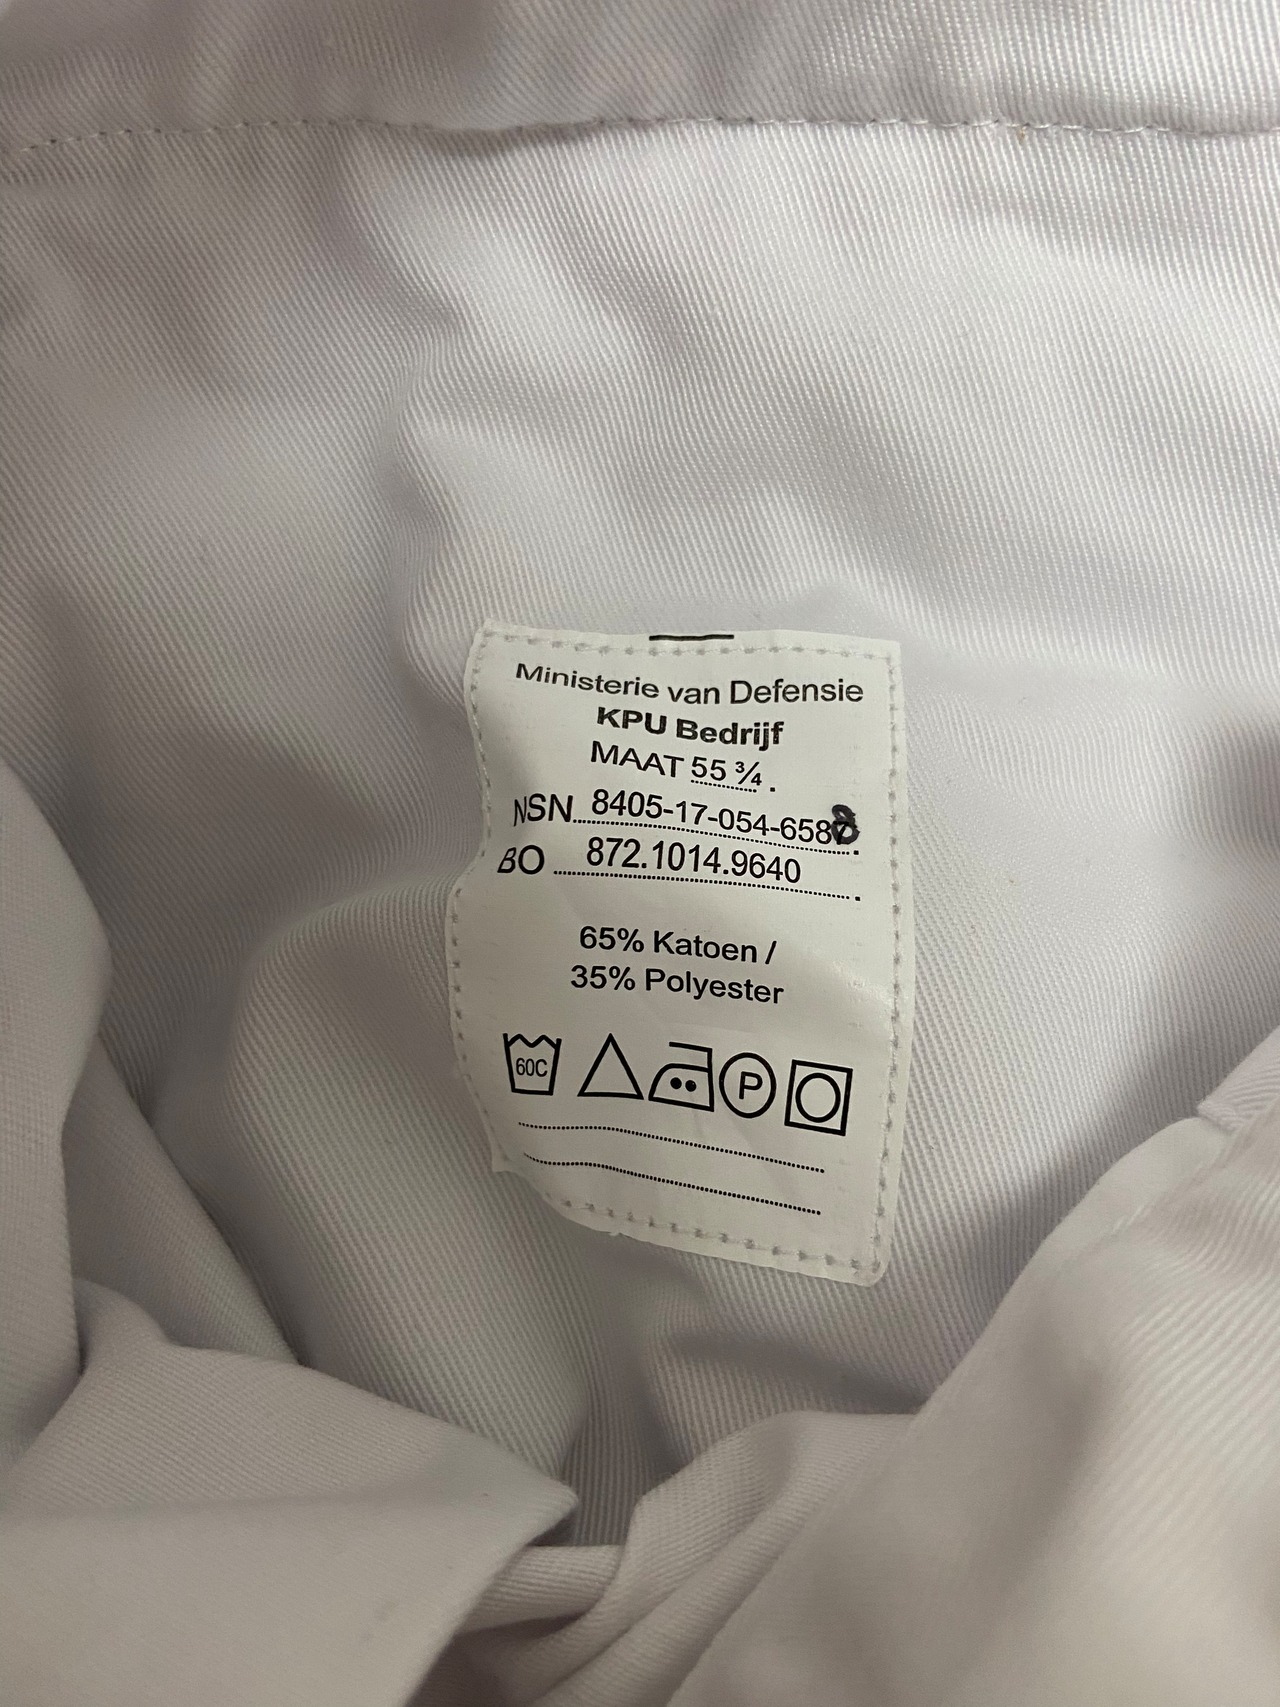 Ministerie van Defensie
KPU Bedrijf
MAAT 55 ¾.
NSN 8405-17-054-6588.
BO 872.1014.9640.
65% Katoen /
35% Polyester
60C
P